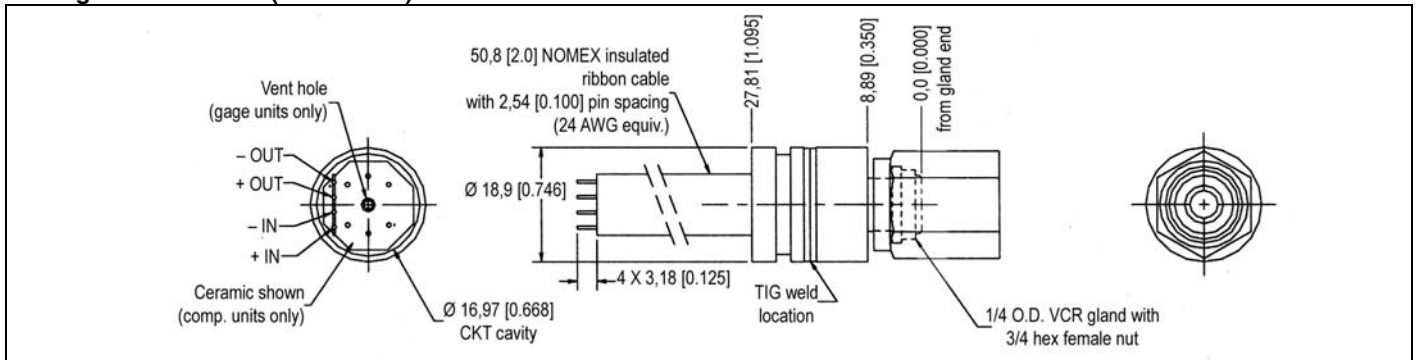 Vent hole
(gage units only)
– OUT
+ OUT
– IN
+ IN
Ceramic shown
(comp. units only)
Ø 16,97 [0.668]
CKT cavity
50,8 [2.0] NOMEX insulated
ribbon cable
with 2,54 [0.100] pin spacing
(24 AWG equiv.)
Ø 18,9 [0.746]
4 X 3,18 [0.125]
27,81 [1.095]
8,89 [0.350]
0,0 [0.000]
from gland end
TIG weld
location
1/4 O.D. VCR gland with
3/4 hex female nut